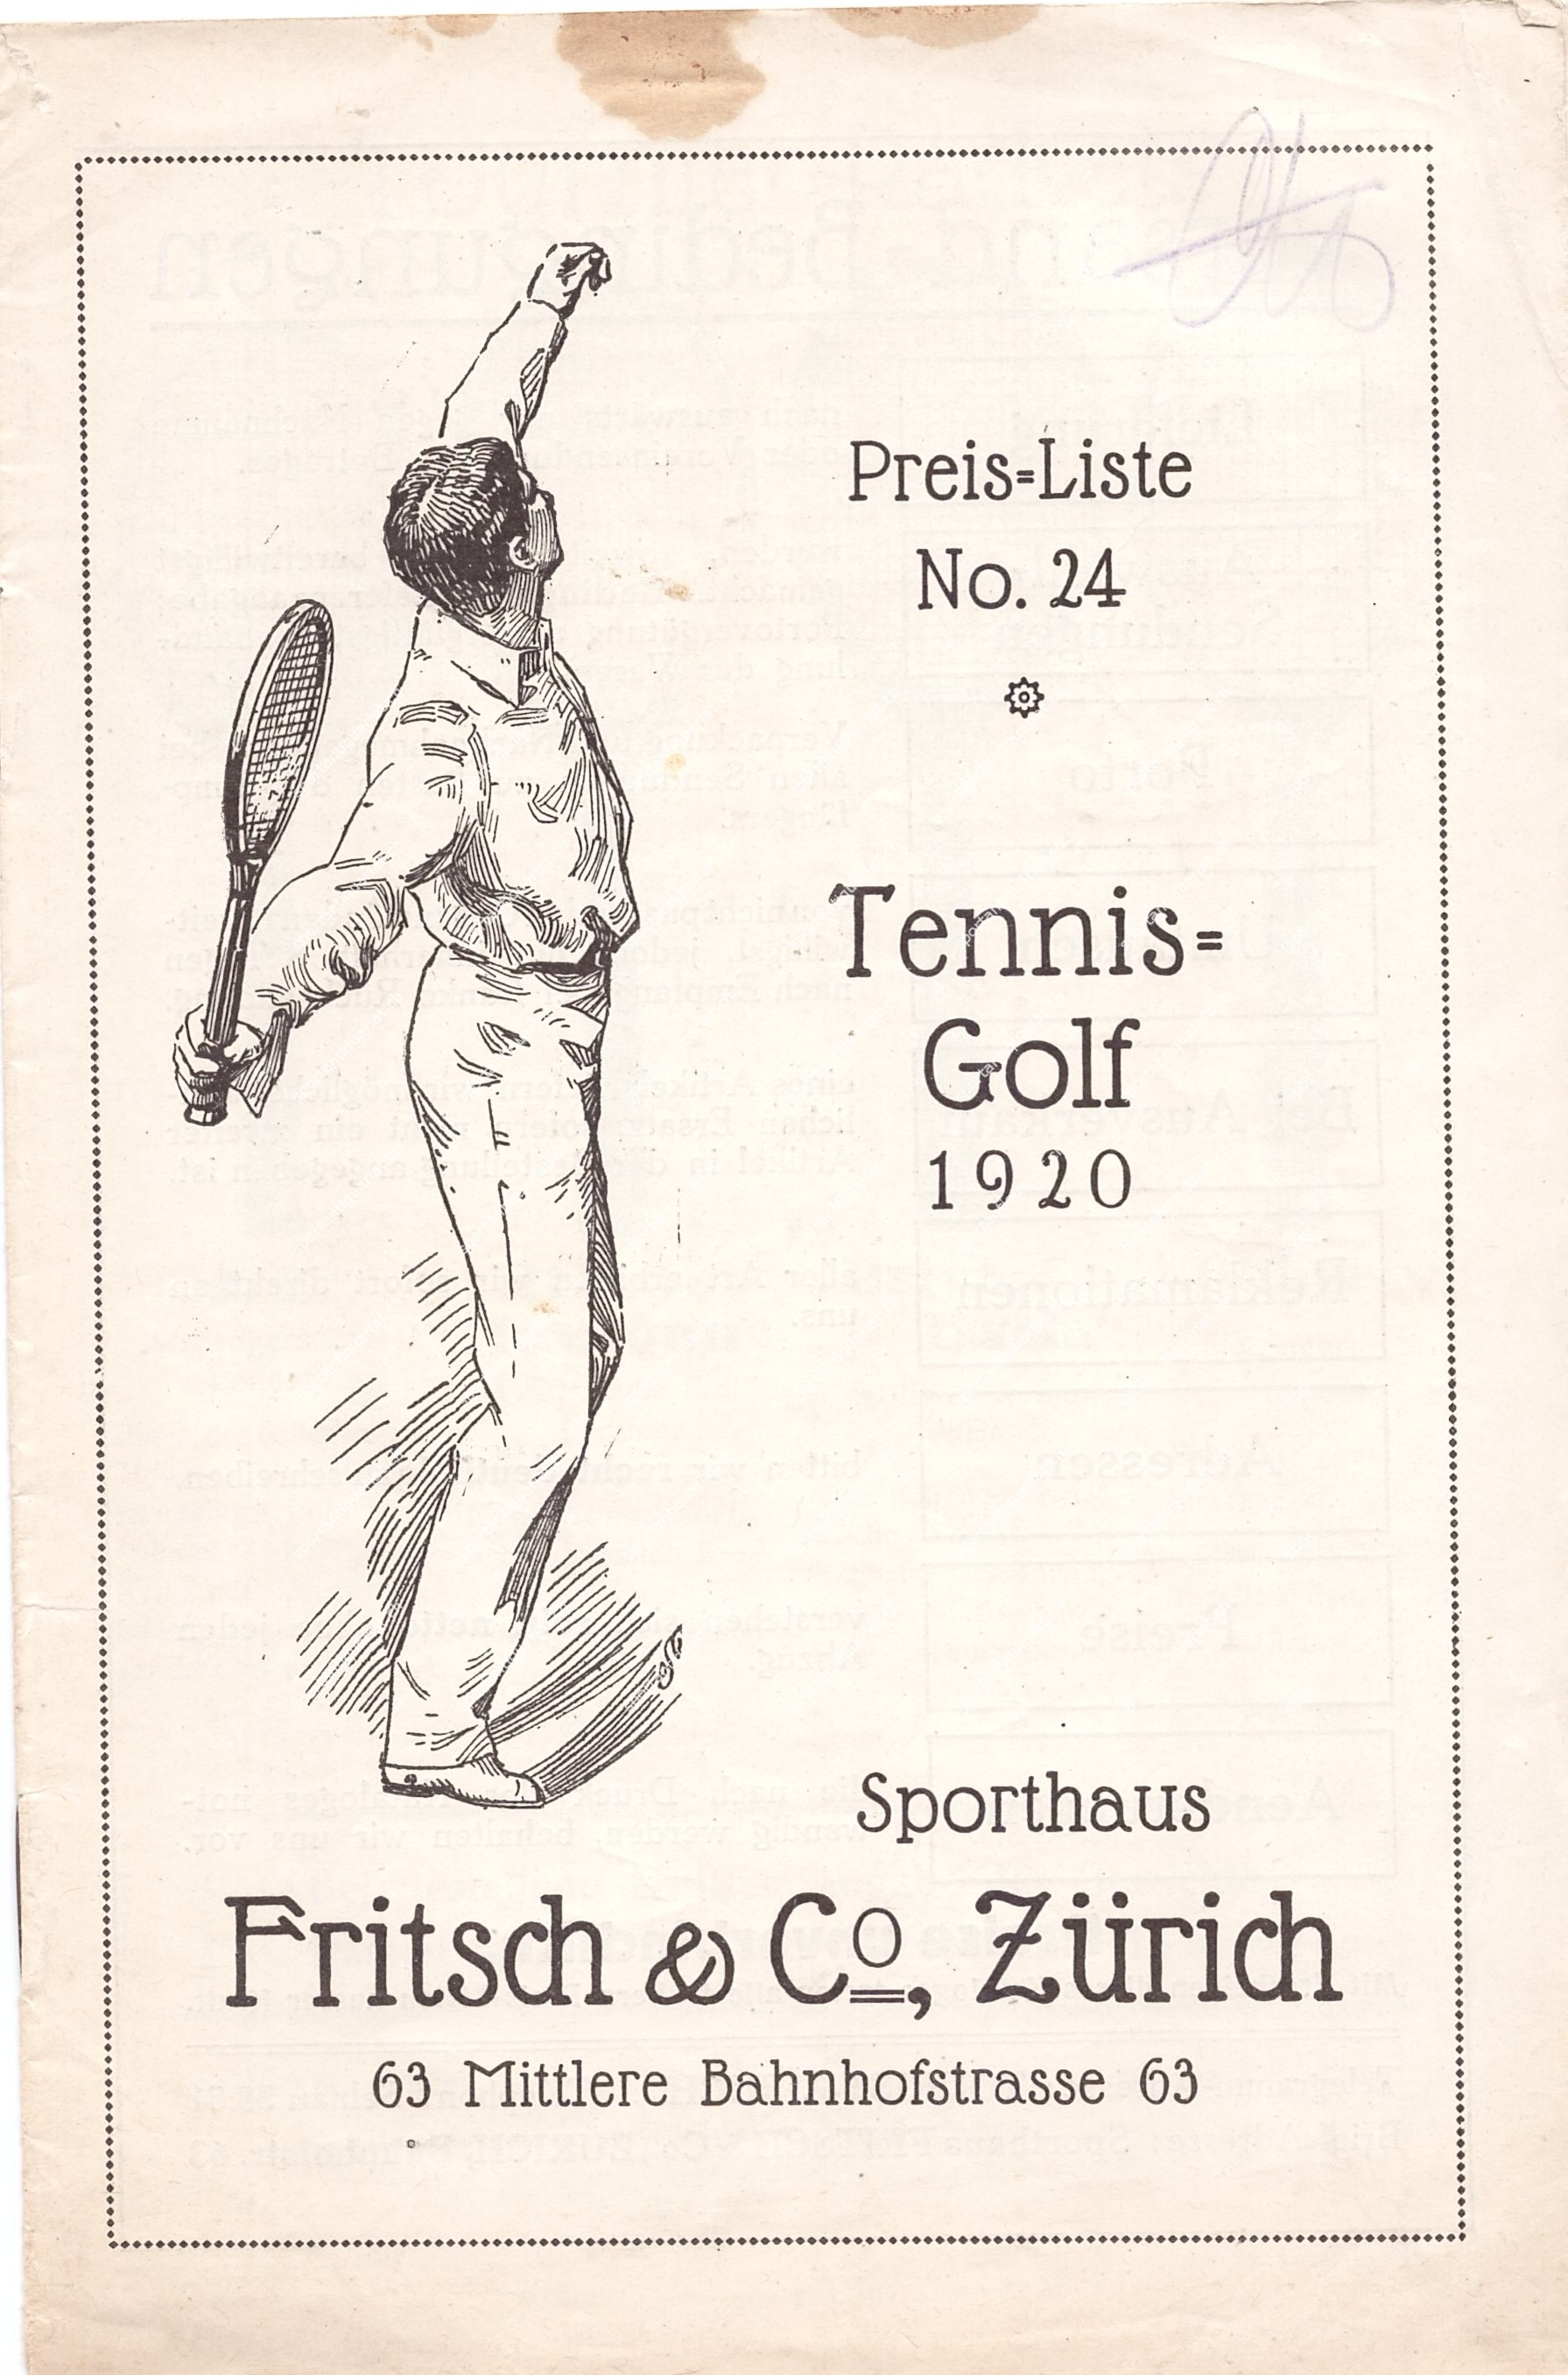 Preis=Liste
No. 24
Tennis=
Golf
1920
Sporthaus
Fritsch & Co, Zürich
63 Mittlere Bahnhofstrasse 63